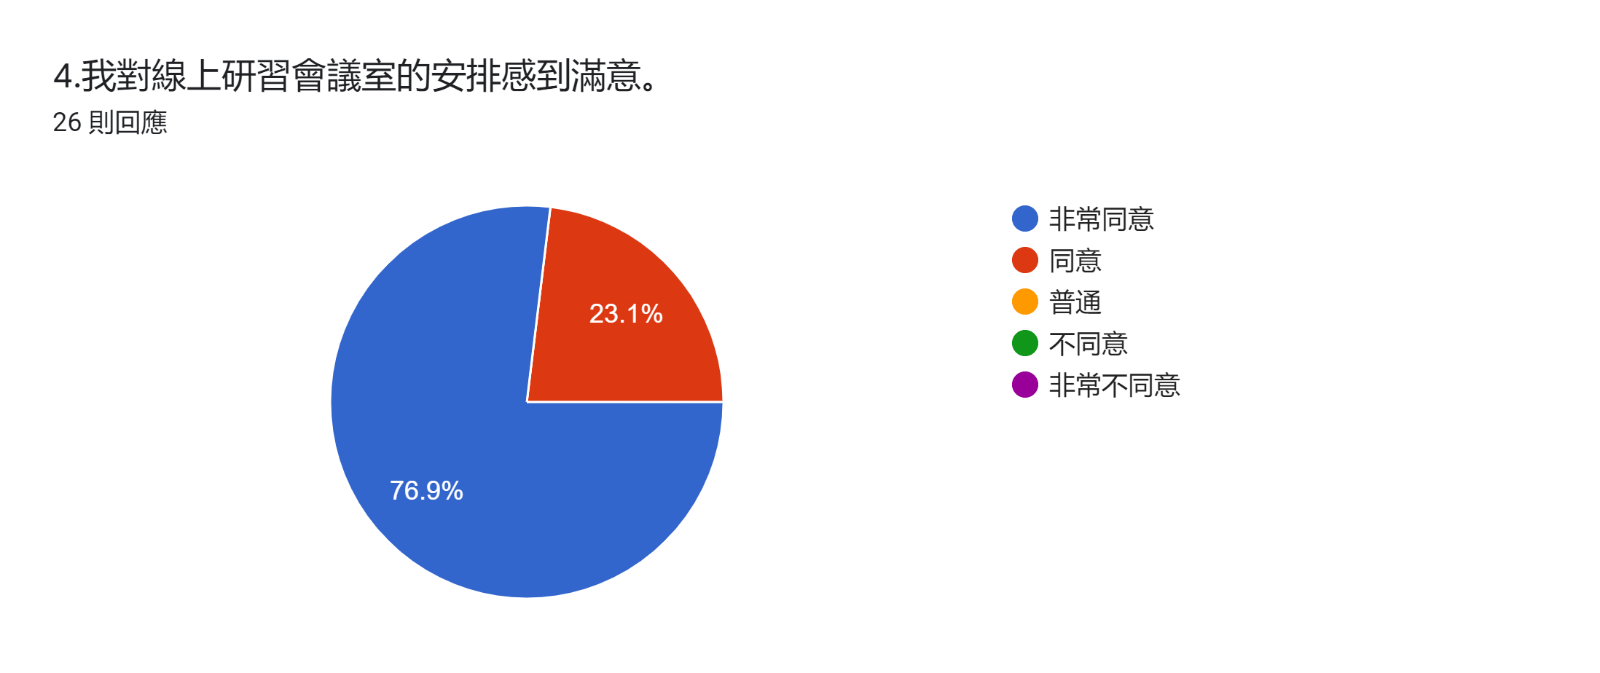 4.我對線上研習會議室的安排感到滿意。
26 則回應
非常同意
同意
普通
不同意
非常不同意
23.1%
76.9%